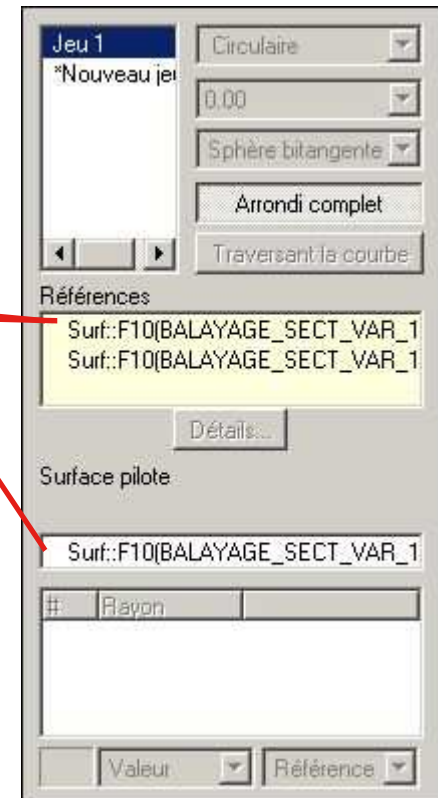 Jeu 1
*Nouveau jeu
Circulaire
0.00
Sphère bitangente
Arrondi complet
Traversant la courbe
Références
Surf::F10(BALAYAGE_SECT_VAR_1
Surf::F10(BALAYAGE_SECT_VAR_1
Détails...
Surface pilote
Surf::F10(BALAYAGE_SECT_VAR_1
# Rayon
Valeur Référence